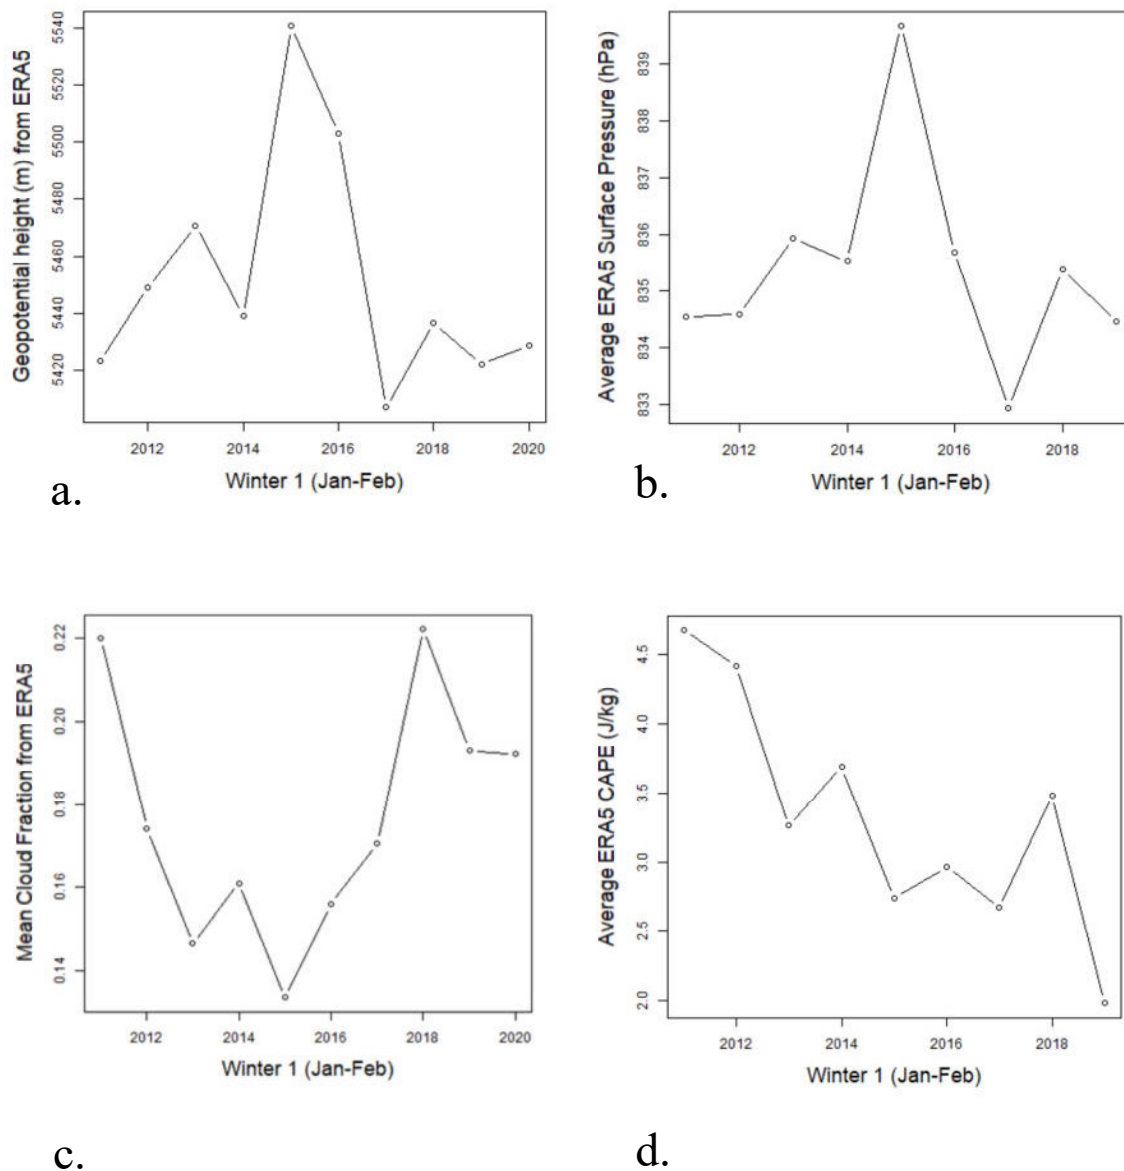 Geopotential height (m) from ERA5
5540
5520
5500
5480
5460
5440
5420
2012 2014 2016 2018 2020
Winter 1 (Jan-Feb)
a.
Average ERA5 Surface Pressure (hPa)
839
838
837
836
835
834
833
2012 2014 2016 2018
Winter 1 (Jan-Feb)
b.
Mean Cloud Fraction from ERA5
0.22
0.20
0.18
0.16
0.14
2012 2014 2016 2018 2020
Winter 1 (Jan-Feb)
c.
Average ERA5 CAPE (J/kg)
4.5
4.0
3.5
3.0
2.5
2.0
2012 2014 2016 2018
Winter 1 (Jan-Feb)
d.